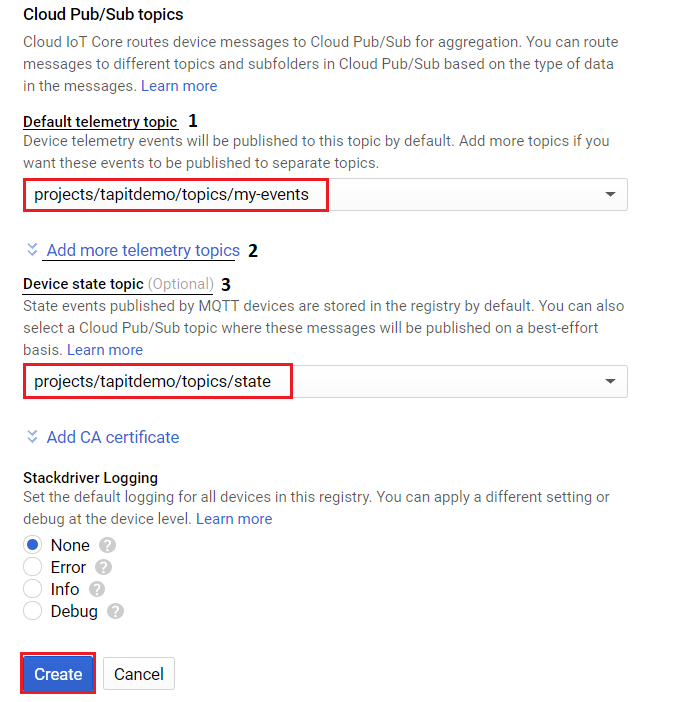 Cloud Pub/Sub topics
Cloud IoT Core routes device messages to Cloud Pub/Sub for aggregation. You can route
messages to different topics and subfolders in Cloud Pub/Sub based on the type of data
in the messages. Learn more
Default telemetry topic 1
Device telemetry events will be published to this topic by default. Add more topics if you
want these events to be published to separate topics.
projects/tapitdemo/topics/my-events
Add more telemetry topics 2
Device state topic (Optional) 3
State events published by MQTT devices are stored in the registry by default. You can also
select a Cloud Pub/Sub topic where these messages will be published on a best-effort
basis. Learn more
projects/tapitdemo/topics/state
Add CA certificate
Stackdriver Logging
Set the default logging for all devices in this registry. You can apply a different setting or
debug at the device level. Learn more
None ?
Error ?
Info ?
Debug ?
Create Cancel